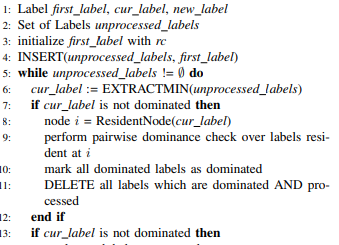 1: Label first_label, cur_label, new_label
2: Set of Labels unprocessed_labels
3: initialize first_label with rc
4: INSERT(unprocessed_labels, first_label)
5: while unprocessed_labels != ∅ do
6: cur_label := EXTRACTMIN(unprocessed_labels)
7: if cur_label is not dominated then
8: node i = ResidentNode(cur_label)
9: perform pairwise dominance check over labels resi-
dent at i
10: mark all dominated labels as dominated
11: DELETE all labels which are dominated AND pro-
cessed
12: end if
13: if cur_label is not dominated then